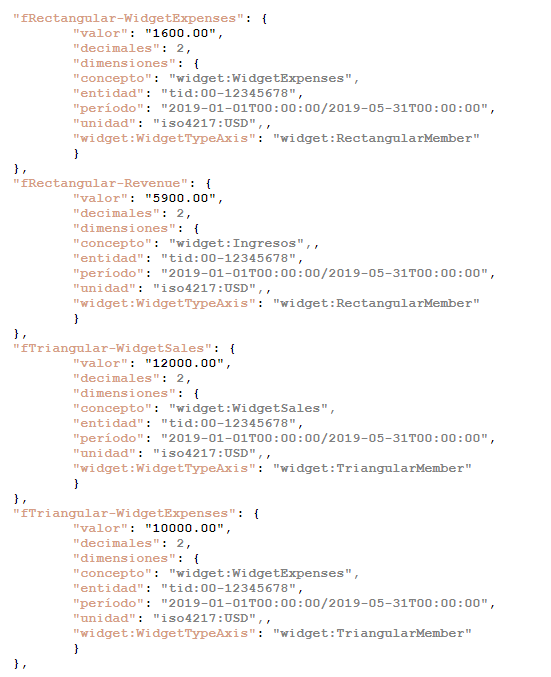 "fRectangular-WidgetExpenses": {
"valor": "1600.00",
"decimales": 2,
"dimensiones": {
"concepto": "widget:WidgetExpenses",
"entidad": "tid:00-12345678",
"período": "2019-01-01T00:00:00/2019-05-31T00:00:00",
"unidad": "iso4217:USD",,
"widget:WidgetTypeAxis": "widget:RectangularMember"
}
},
"fRectangular-Revenue": {
"valor": "5900.00",
"decimales": 2,
"dimensiones": {
"concepto": "widget:Ingresos",,
"entidad": "tid:00-12345678",
"período": "2019-01-01T00:00:00/2019-05-31T00:00:00",
"unidad": "iso4217:USD",,
"widget:WidgetTypeAxis": "widget:RectangularMember"
}
},
"fTriangular-WidgetSales": {
"valor": "12000.00",
"decimales": 2,
"dimensiones": {
"concepto": "widget:WidgetSales",
"entidad": "tid:00-12345678",
"período": "2019-01-01T00:00:00/2019-05-31T00:00:00",
"unidad": "iso4217:USD",,
"widget:WidgetTypeAxis": "widget:TriangularMember"
}
},
"fTriangular-WidgetExpenses": {
"valor": "10000.00",
"decimales": 2,
"dimensiones": {
"concepto": "widget:WidgetExpenses",
"entidad": "tid:00-12345678",
"período": "2019-01-01T00:00:00/2019-05-31T00:00:00",
"unidad": "iso4217:USD",,
"widget:WidgetTypeAxis": "widget:TriangularMember"
}
},